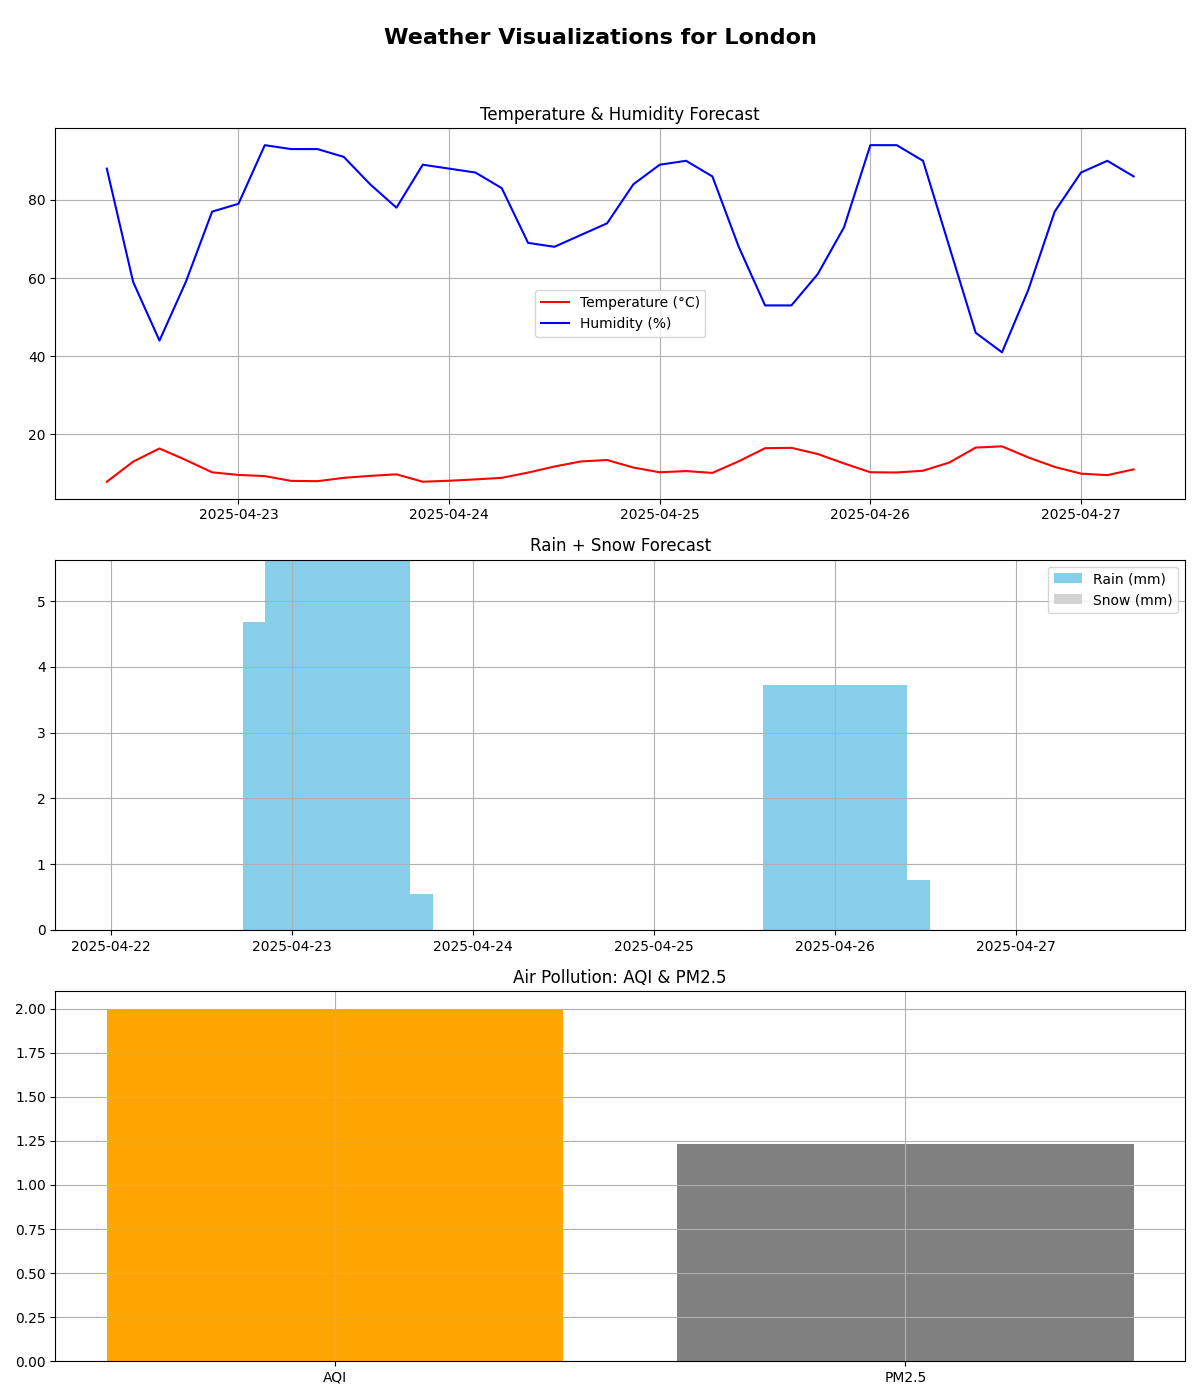 Weather Visualizations for London
Temperature & Humidity Forecast
80
60
40
20
Temperature (°C)
Humidity (%)
2025-04-23 2025-04-24 2025-04-25 2025-04-26 2025-04-27
Rain + Snow Forecast
5
4
3
2
1
0
Rain (mm)
Snow (mm)
2025-04-22 2025-04-23 2025-04-24 2025-04-25 2025-04-26 2025-04-27
Air Pollution: AQI & PM2.5
2.00
1.75
1.50
1.25
1.00
0.75
0.50
0.25
0.00
AQI PM2.5